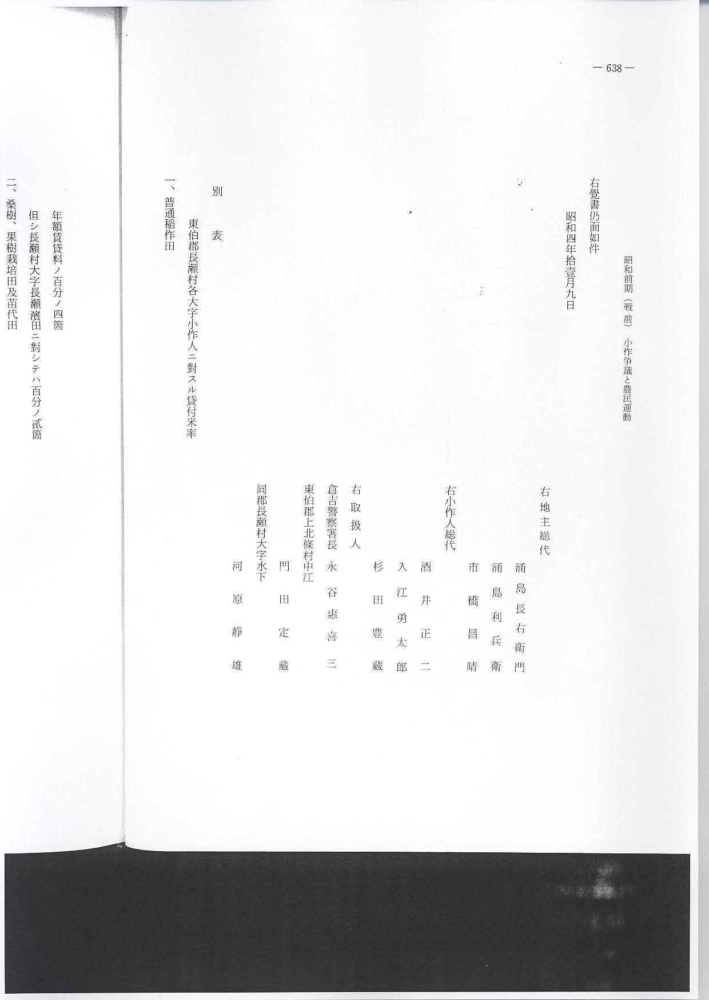 ― 638 ―
昭和前期（戦前）　小作争議と農民運動
右覺書仍面如件
昭和四年拾壹月九日
右地主総代
涌島長右衛門
涌島利兵衛
市橋昌晴
右小作人総代
酒井正二
入江勇太郎
杉田豊藏
右取扱人
倉吉警察署長　永谷惠喜三
東伯郡上北條村中江
門田定藏
同郡長瀬村大字水下
河原靜雄
別表
東伯郡長瀬村各大字小作人ニ對スル貸付米率
一、普通稲作田
年額賃貸料ノ百分ノ四箇
但シ長瀬村大字長瀬濱田ニ對シテハ百分ノ貳箇
二、桑樹、果樹栽培田及苗代田